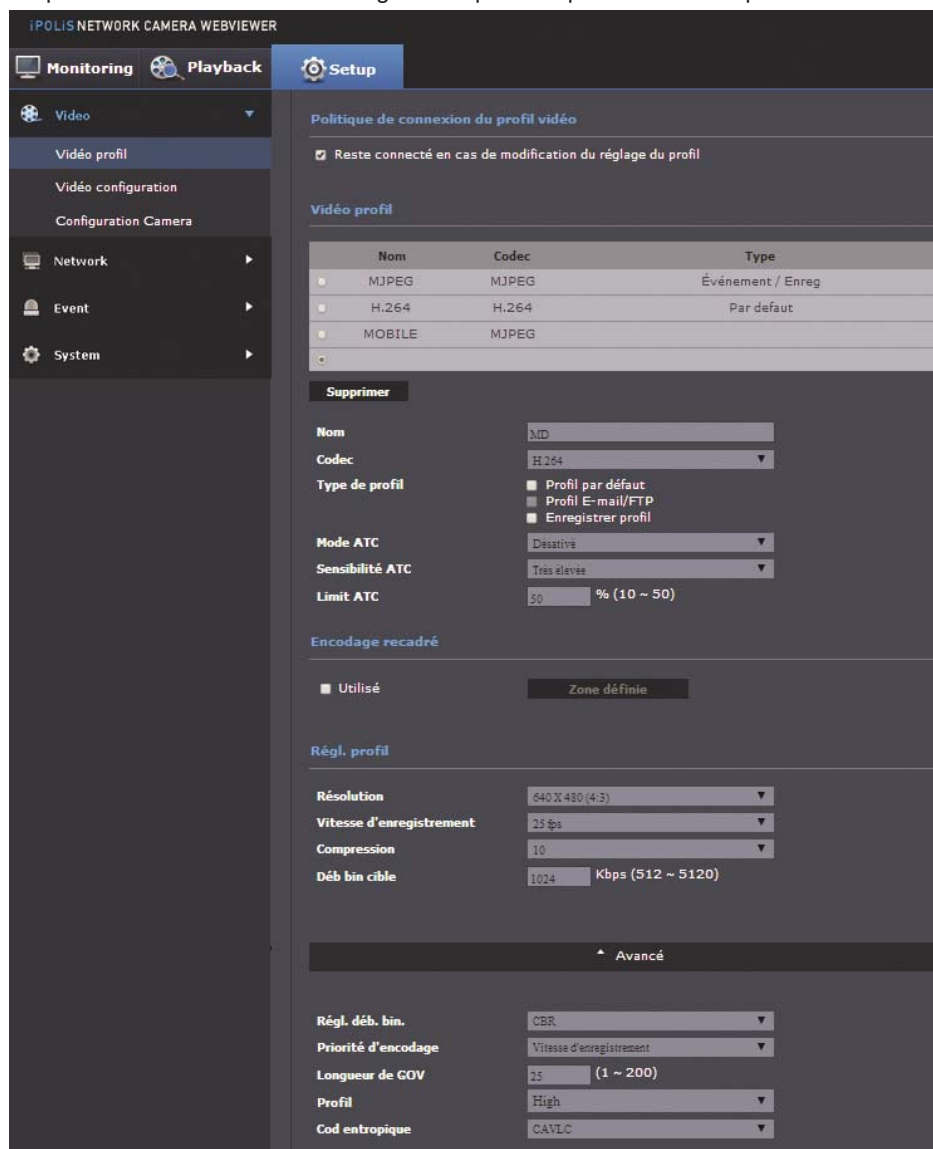 iPOLiS NETWORK CAMERA WEBVIEWER
Monitoring Playback Setup
Video
Vidéo profil
Vidéo configuration
Configuration Camera
Network
Event
System
Politique de connexion du profil vidéo
Reste connecté en cas de modification du réglage du profil
Vidéo profil
Nom Codec Type
MJPEG MJPEG Événement / Enreg
H.264 H.264 Par defaut
MOBILE MJPEG
Supprimer
Nom MD
Codec H.264
Type de profil Profil par défaut
Profil E-mail/FTP
Enregistrer profil
Mode ATC Désativé
Sensibilité ATC Très élevée
Limit ATC 50 % (10 ~ 50)
Encodage recadré
Utilisé Zone définie
Régl. profil
Résolution 640 X 480 (4:3)
Vitesse d'enregistrement 25 fps
Compression 10
Déb bin cible 1024 Kbps (512 ~ 5120)
Avancé
Régl. déb. bin. CBR
Priorité d'encodage Vitesse d'enregistrement
Longueur de GOV 25 (1 ~ 200)
Profil High
Cod entropique CAVLC